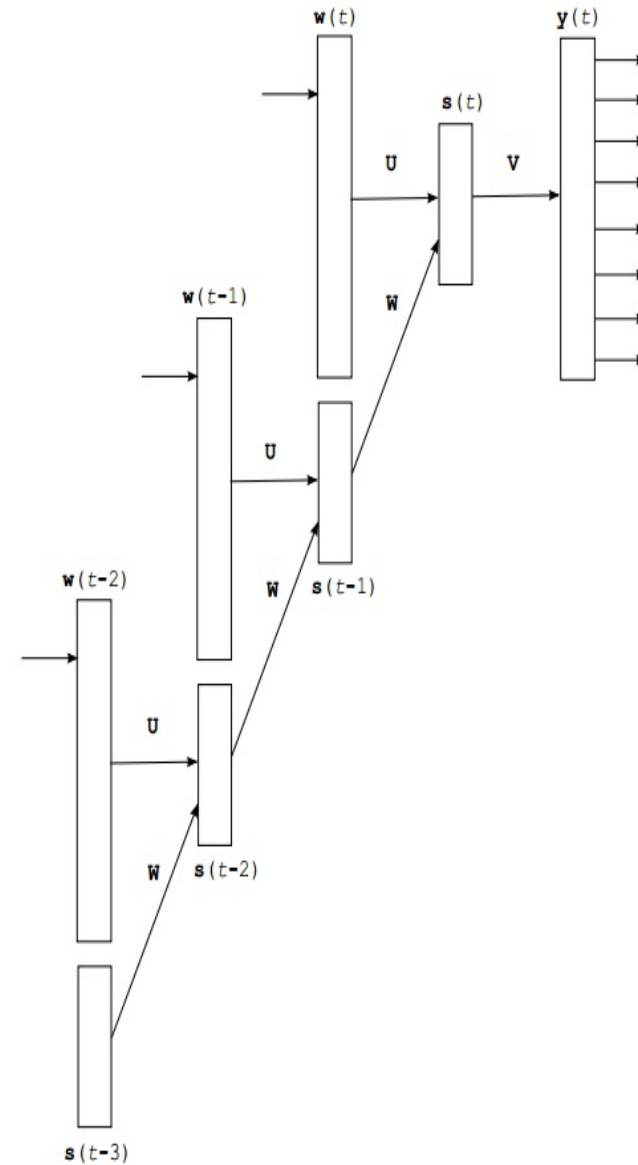 w(t)
y(t)
s(t)
U
V
w(t-1)
W
U
w(t-2)
W
s(t-1)
U
W
s(t-2)
s(t-3)